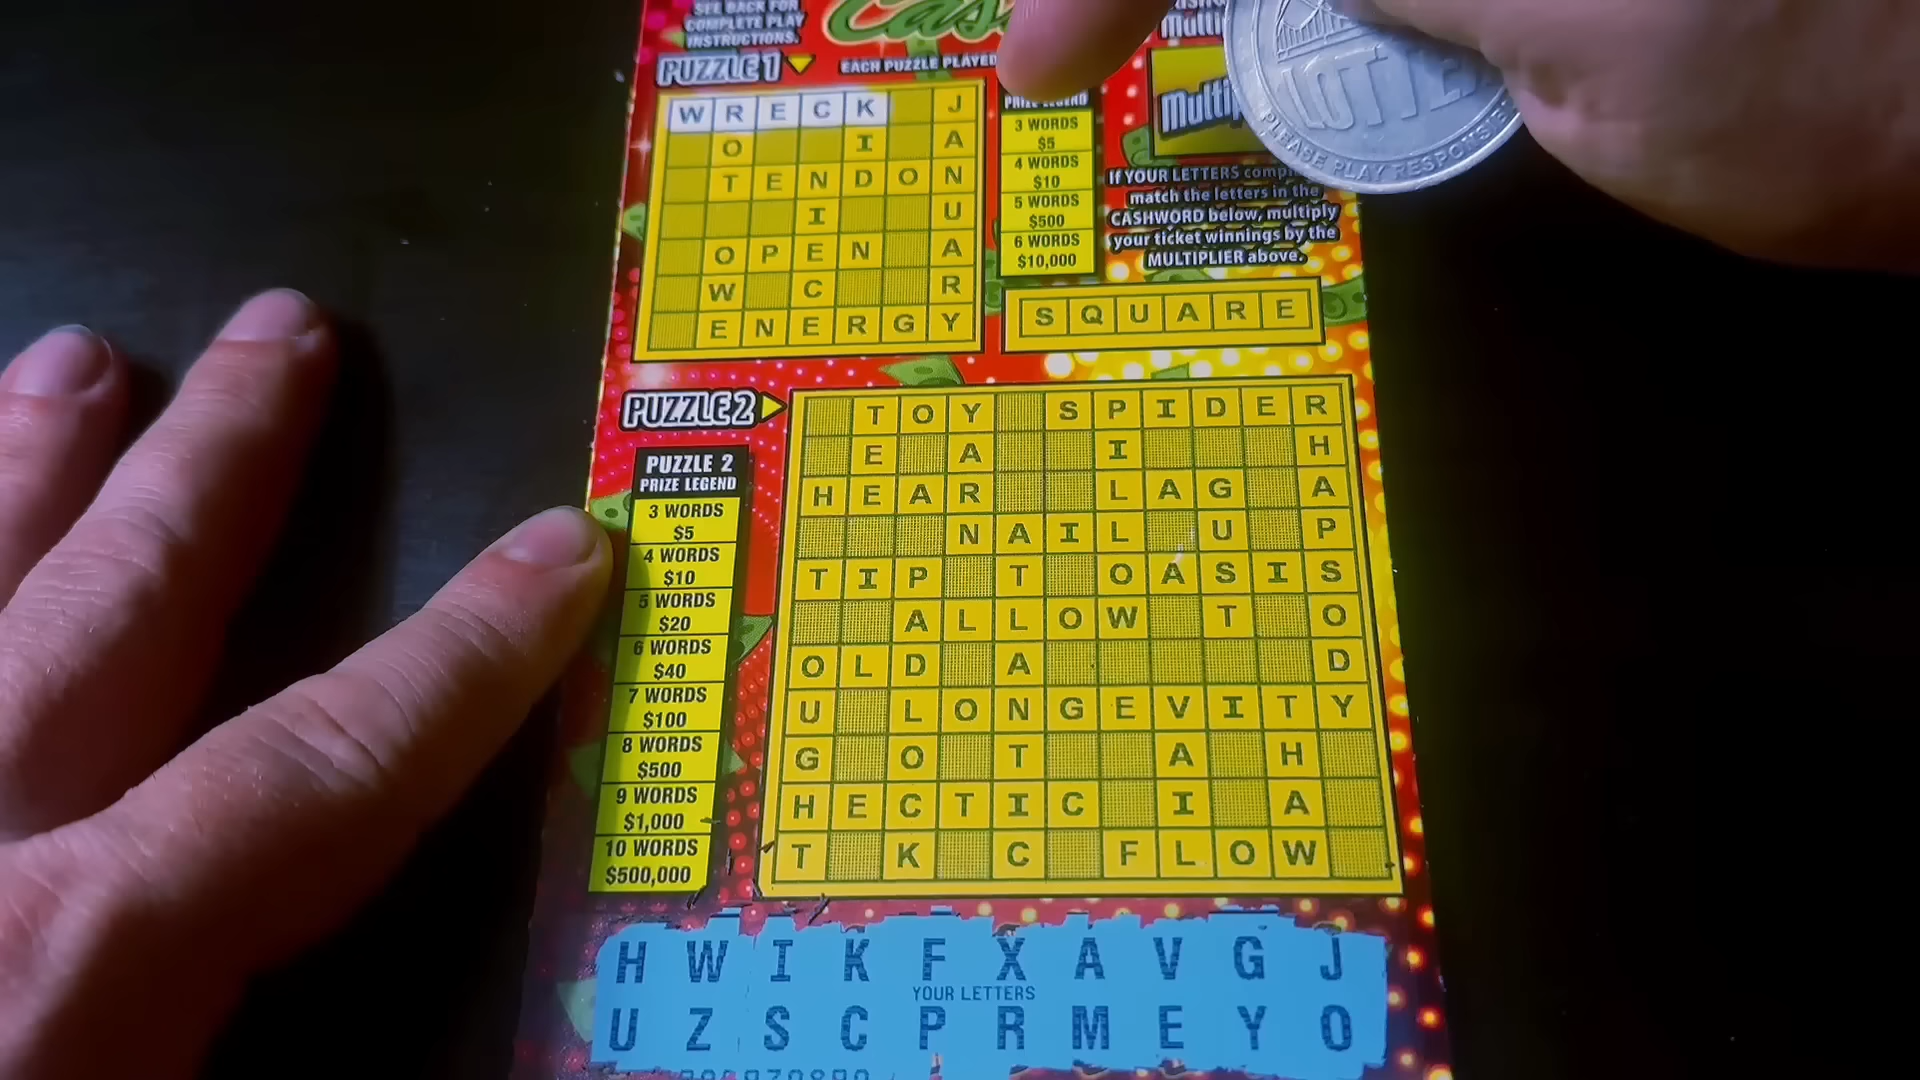 SEE BACK FOR
COMPLETE PLAY
INSTRUCTIONS.
PUZZLE 1
EACH PUZZLE PLAYED
W R E C K J
O I A
T E N D O N
I U
O P E N A
W C R
E N E R G Y
PRIZE LEGEND
3 WORDS
$5
4 WORDS
$10
5 WORDS
$500
6 WORDS
$10,000
IF YOUR LETTERS
match the letters in the
CASHWORD below, multiply
your ticket winnings by the
MULTIPLIER above.
S Q U A R E
PUZZLE 2
PUZZLE 2
PRIZE LEGEND
3 WORDS
$5
4 WORDS
$10
5 WORDS
$20
6 WORDS
$40
7 WORDS
$100
8 WORDS
$500
9 WORDS
$1,000
10 WORDS
$500,000
T O Y S P I D E R
E A I H
H E A R L A G A
N A I L U P
T I P T O A S I S
A L L O W T O
O L D A D
U L O N G E V I T Y
G O T A H
H E C T I C I A
T K C F L O W
H W I K F X A V G J
YOUR LETTERS
U Z S C P R M E Y O
PLEASE PLAY RESPONSIBLY